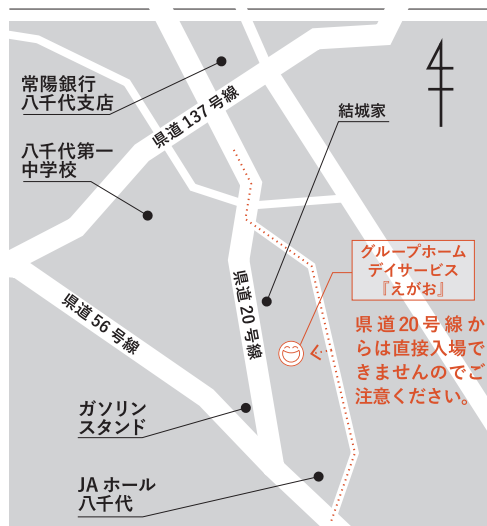 常陽銀行
八千代支店
県道137号線
結城家
八千代第一
中学校
グループホーム
デイサービス
『えがお』
県道20号線
県道56号線
県道20号線か
らは直接入場で
きませんのでご
注意ください。
ガソリン
スタンド
JAホール
八千代